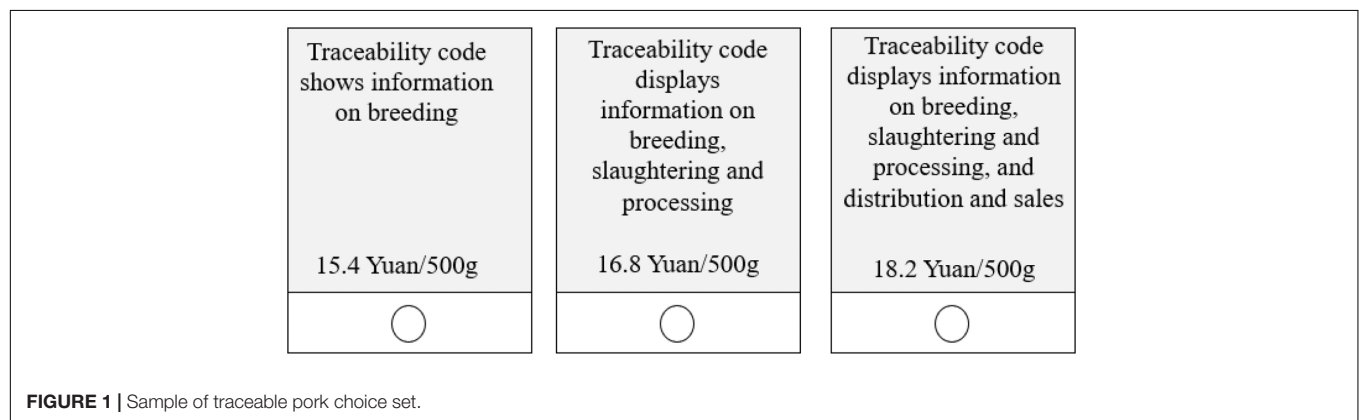 Traceability code
shows information
on breeding
15.4 Yuan/500g
Traceability code
displays
information on
breeding,
slaughtering and
processing
16.8 Yuan/500g
Traceability code
displays information
on breeding,
slaughtering and
processing, and
distribution and sales
18.2 Yuan/500g
FIGURE 1 | Sample of traceable pork choice set.